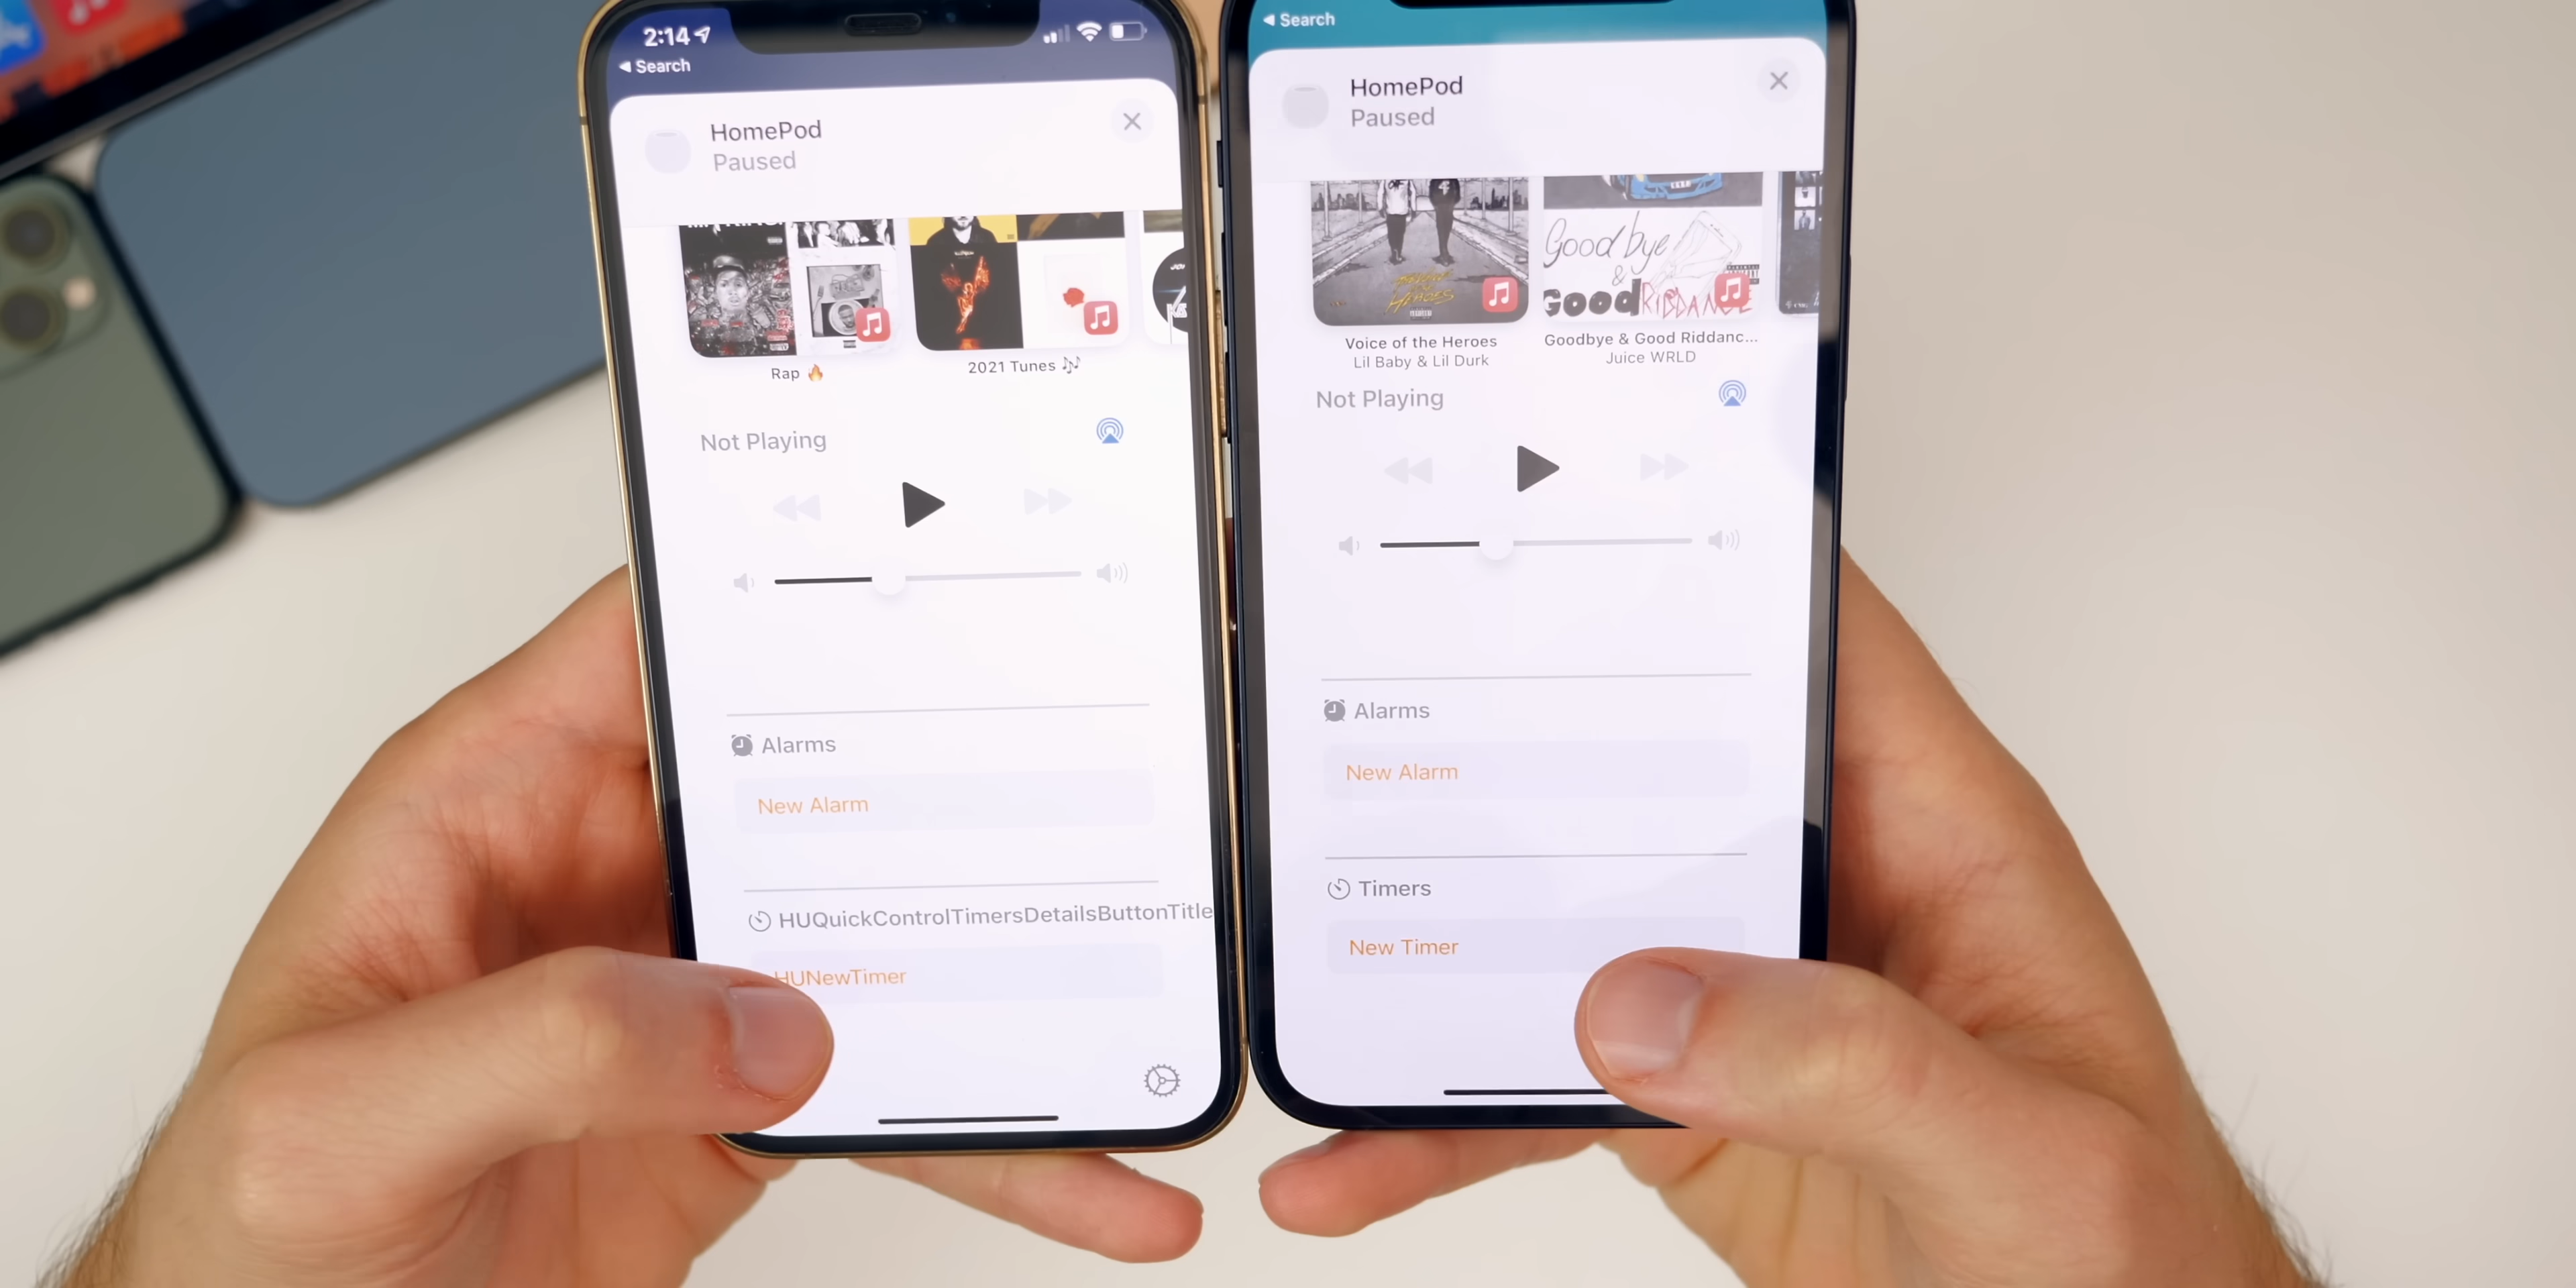 2:14
Search
HomePod
Paused
Rap 🔥
2021 Tunes 🎶
Not Playing
Alarms
New Alarm
HUQuickControlTimersDetailsButtonTitle
HUNewTimer
Search
HomePod
Paused
Goodbye
&
Good RIDDANCE
Voice of the Heroes
Lil Baby & Lil Durk
Goodbye & Good Riddanc...
Juice WRLD
Not Playing
Alarms
New Alarm
Timers
New Timer